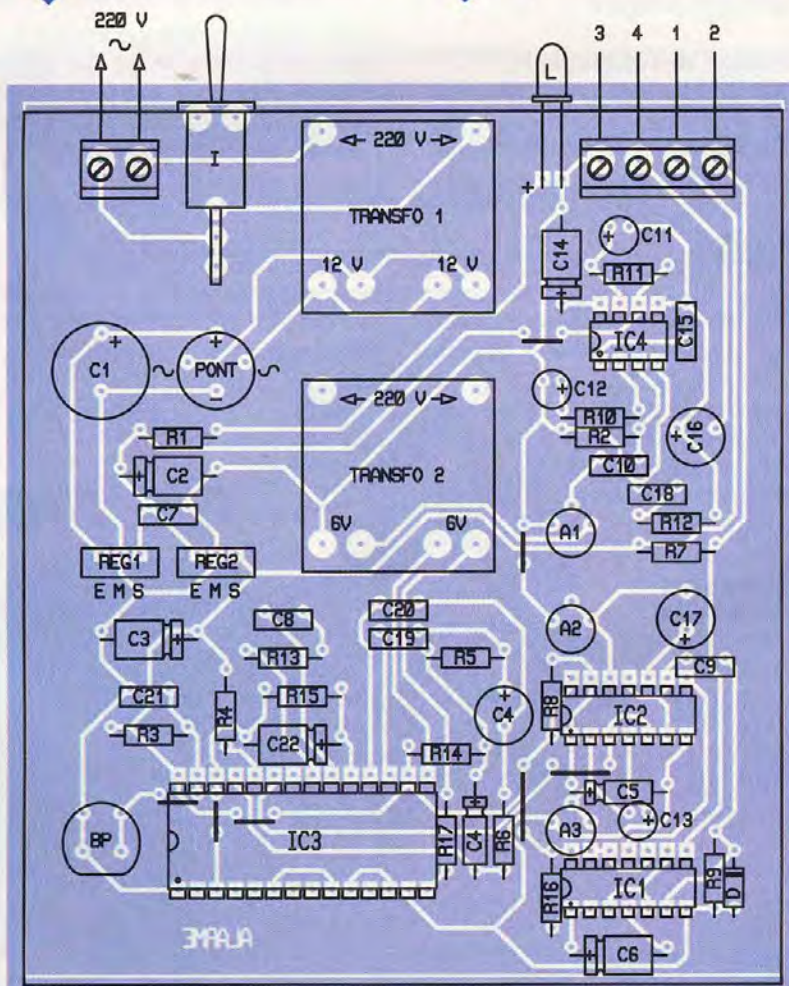 220 V
~
3 4 1 2
L
I
← 220 V →
TRANSFO 1
12 V 12 V
+
+ C11
C14
R11
IC4
C15
C1 +
~ + PONT - ~
+ C12
R10
R2
+ C16
R1
+ C2
C10
← 220 V →
TRANSFO 2
6V 6V
C7
C18
R12
A1
R7
REG1 REG2
E M S E M S
C3 +
C8
C20
C19
A2
C17 +
C9
R13
R5
C21
R4
R15
+ C4
R8
IC2
R3
C22 +
R14
+ C5
BP
IC3
R17
C4
R6
A3
+ C13
R16
IC1
R9
D
ALARME
+ C6